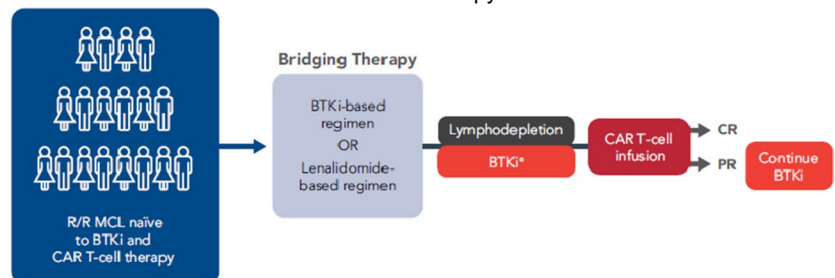 Bridging Therapy
R/R MCL naïve
to BTKi and
CAR T-cell therapy
BTKi-based
regimen
OR
Lenalidomide-
based regimen
Lymphodepletion
BTKi*
CAR T-cell
infusion
CR
PR
Continue
BTKi